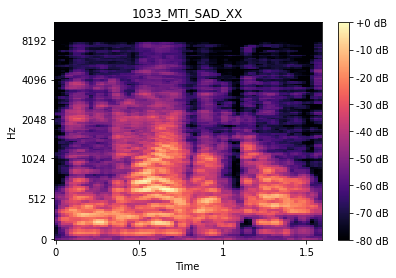 1033_MTI_SAD_XX
+0 dB
8192
-10 dB
4096
-20 dB
-30 dB
2048
Hz
-40 dB
1024
-50 dB
512
-60 dB
-70 dB
0
-80 dB
0
0.5
1
1.5
Time